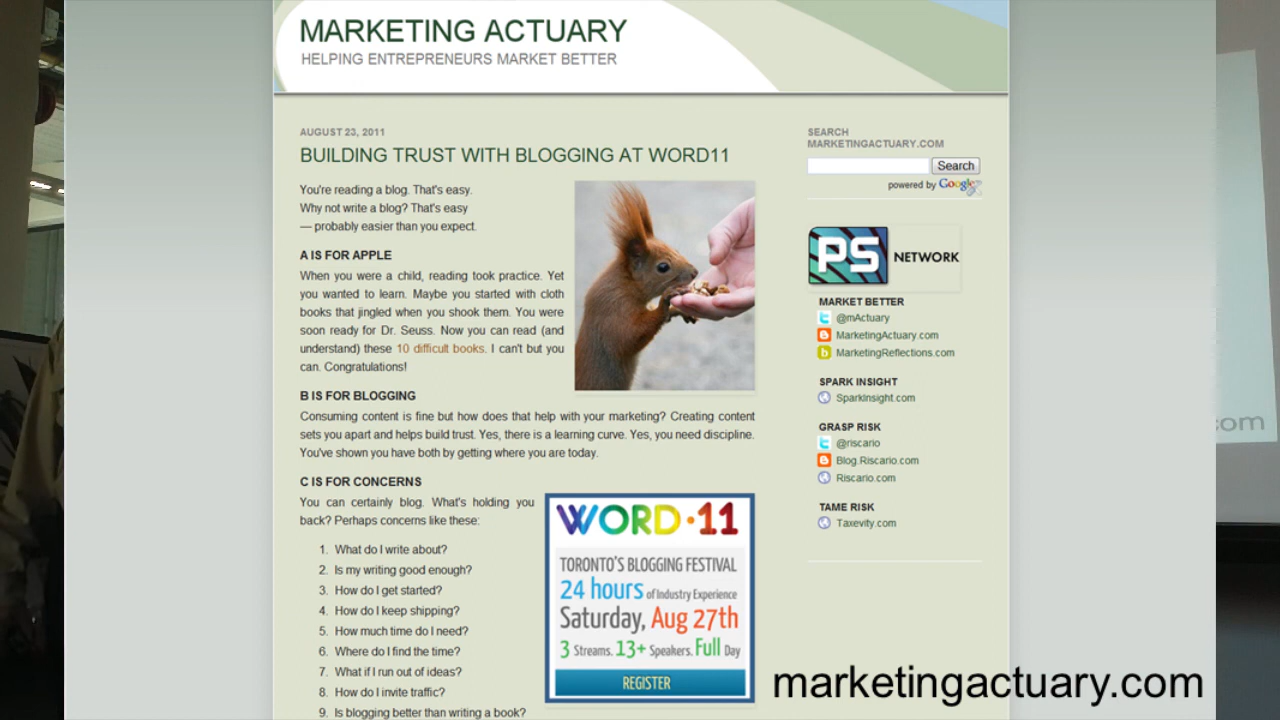 MARKETING ACTUARY
HELPING ENTREPRENEURS MARKET BETTER
AUGUST 23, 2011
BUILDING TRUST WITH BLOGGING AT WORD11
You're reading a blog. That's easy.
Why not write a blog? That's easy
— probably easier than you expect.
A IS FOR APPLE
When you were a child, reading took practice. Yet
you wanted to learn. Maybe you started with cloth
books that jingled when you shook them. You were
soon ready for Dr. Seuss. Now you can read (and
understand) these 10 difficult books. I can't but you
can. Congratulations!
B IS FOR BLOGGING
Consuming content is fine but how does that help with your marketing? Creating content
sets you apart and helps build trust. Yes, there is a learning curve. Yes, you need discipline.
You've shown you have both by getting where you are today.
C IS FOR CONCERNS
You can certainly blog. What's holding you
back? Perhaps concerns like these:
1. What do I write about?
2. Is my writing good enough?
3. How do I get started?
4. How do I keep shipping?
5. How much time do I need?
6. Where do I find the time?
7. What if I run out of ideas?
8. How do I invite traffic?
9. Is blogging better than writing a book?
WORD·11
TORONTO'S BLOGGING FESTIVAL
24 hours of Industry Experience
Saturday, Aug 27th
3 Streams. 13+ Speakers. Full Day
REGISTER
SEARCH
MARKETINGACTUARY.COM
Search
powered by Google
PS NETWORK
MARKET BETTER
@mActuary
MarketingActuary.com
MarketingReflections.com
SPARK INSIGHT
SparkInsight.com
GRASP RISK
@riscario
Blog.Riscario.com
Riscario.com
TAME RISK
Taxevity.com
com
marketingactuary.com